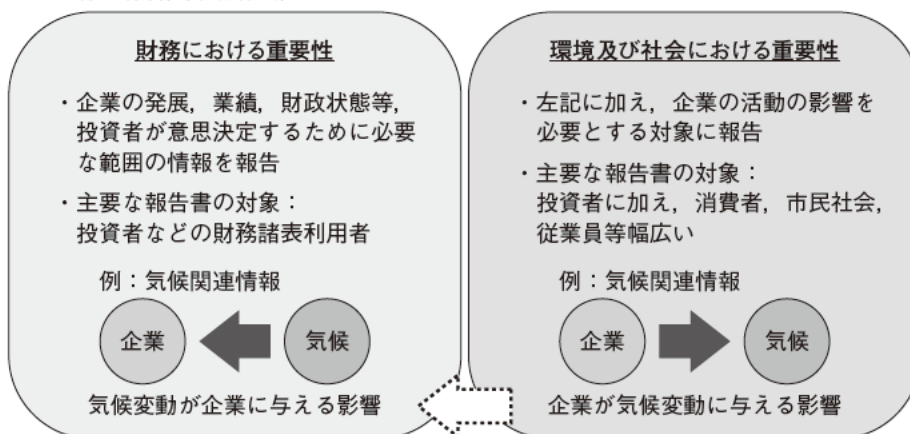 財務における重要性
・企業の発展，業績，財政状態等，
投資者が意思決定するために必要
な範囲の情報を報告
・主要な報告書の対象：
投資者などの財務諸表利用者
例：気候関連情報
企業
気候
気候変動が企業に与える影響
環境及び社会における重要性
・左記に加え，企業の活動の影響を
必要とする対象に報告
・主要な報告書の対象：
投資者に加え，消費者，市民社会，
従業員等幅広い
例：気候関連情報
企業
気候
企業が気候変動に与える影響